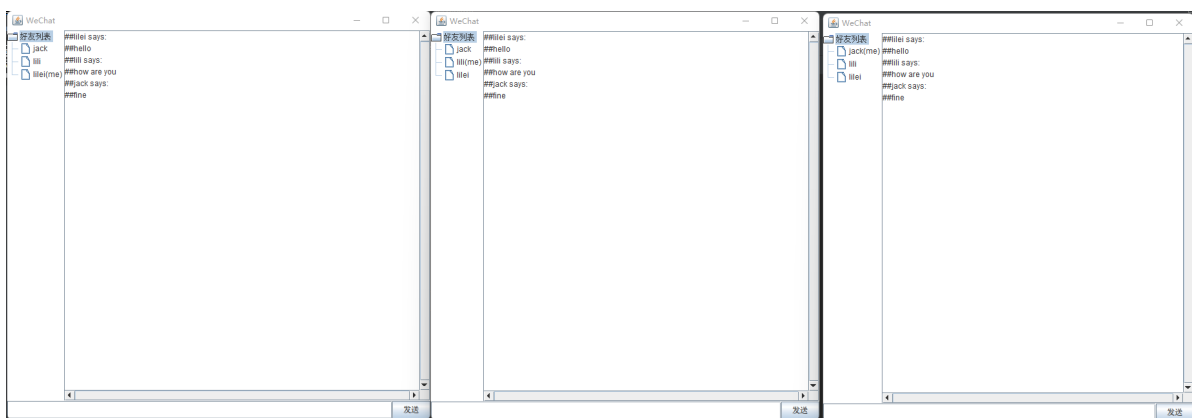 WeChat
好友列表
jack
lili
lilei(me)
##lilei says:
##hello
##lili says:
##how are you
##jack says:
##fine
发送
WeChat
好友列表
jack
lili(me)
lilei
##lilei says:
##hello
##lili says:
##how are you
##jack says:
##fine
发送
WeChat
好友列表
jack(me)
lili
lilei
##lilei says:
##hello
##lili says:
##how are you
##jack says:
##fine
发送